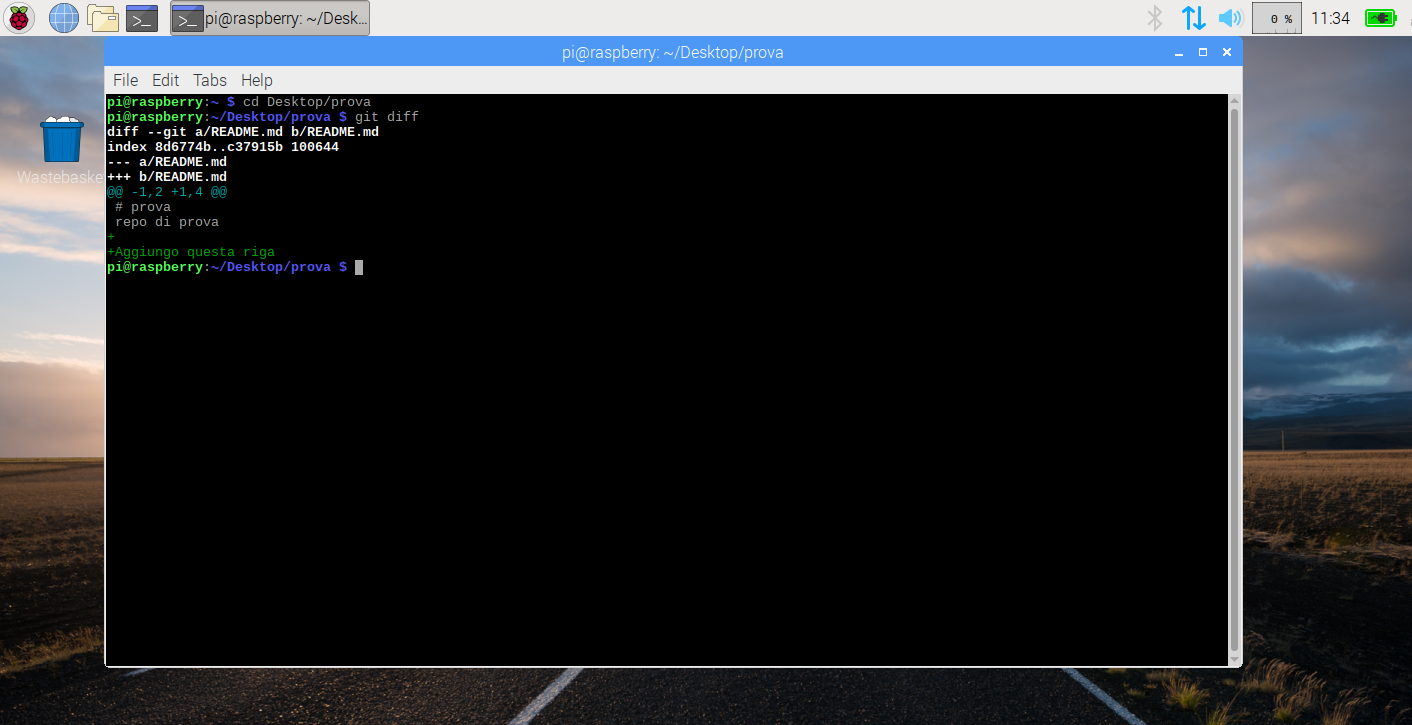 pi@raspberry: ~/Desk...
0 %
11:34
pi@raspberry: ~/Desktop/prova
File Edit Tabs Help
pi@raspberry:~ $ cd Desktop/prova
pi@raspberry:~/Desktop/prova $ git diff
diff --git a/README.md b/README.md
index 8d6774b..c37915b 100644
--- a/README.md
+++ b/README.md
@@ -1,2 +1,4 @@
 # prova
 repo di prova
+
+Aggiungo questa riga
pi@raspberry:~/Desktop/prova $
Wastebaske